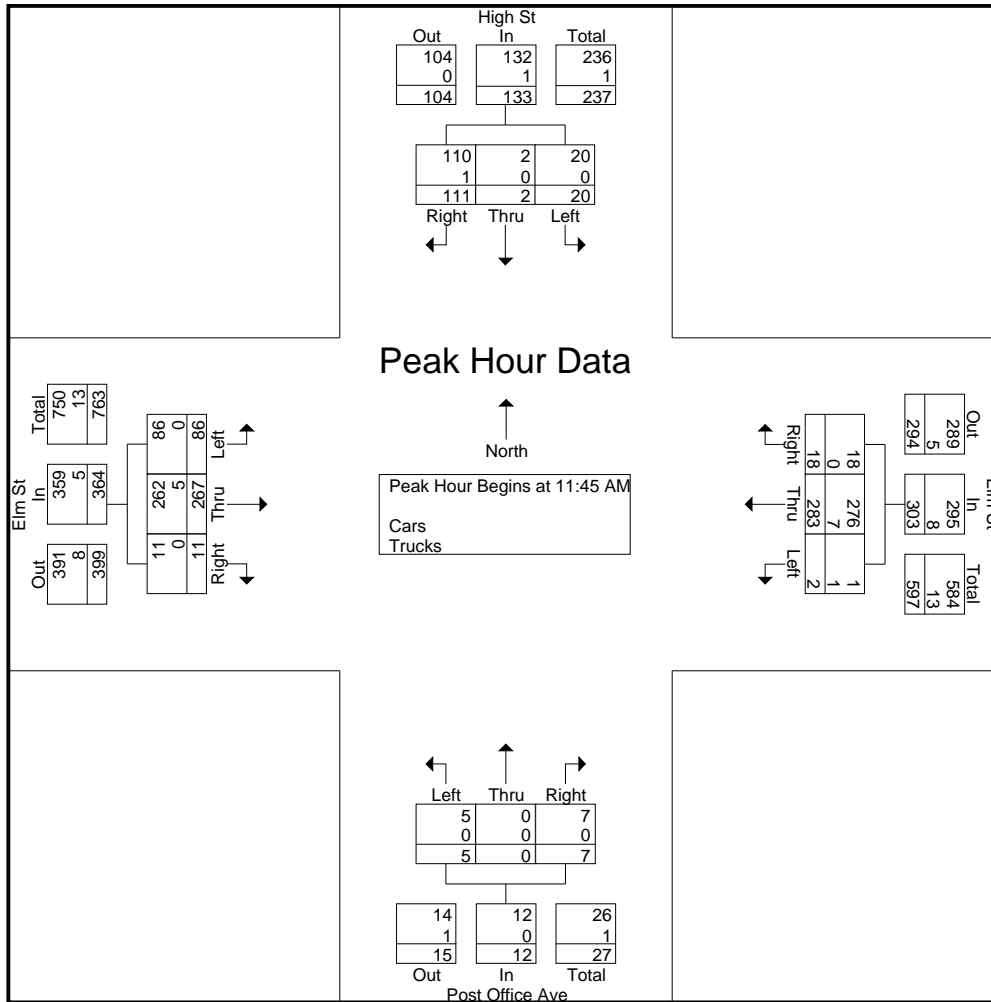 High St
Out In Total
104 132 236
0 1 1
104 133 237
110 2 20
1 0 0
111 2 20
Right Thru Left
Peak Hour Data
North
Peak Hour Begins at 11:45 AM
Cars
Trucks
Elm St
Total In Out
750 359 391
13 5 8
763 364 399
86 262 11
0 5 0
86 267 11
Left Thru Right
Out In Total
289 295 584
5 8 13
294 303 597
18 276 1
0 7 1
18 283 2
Right Thru Left
Left Thru Right
5 0 7
0 0 0
5 0 7
14 12 26
1 0 1
15 12 27
Out In Total
Post Office Ave